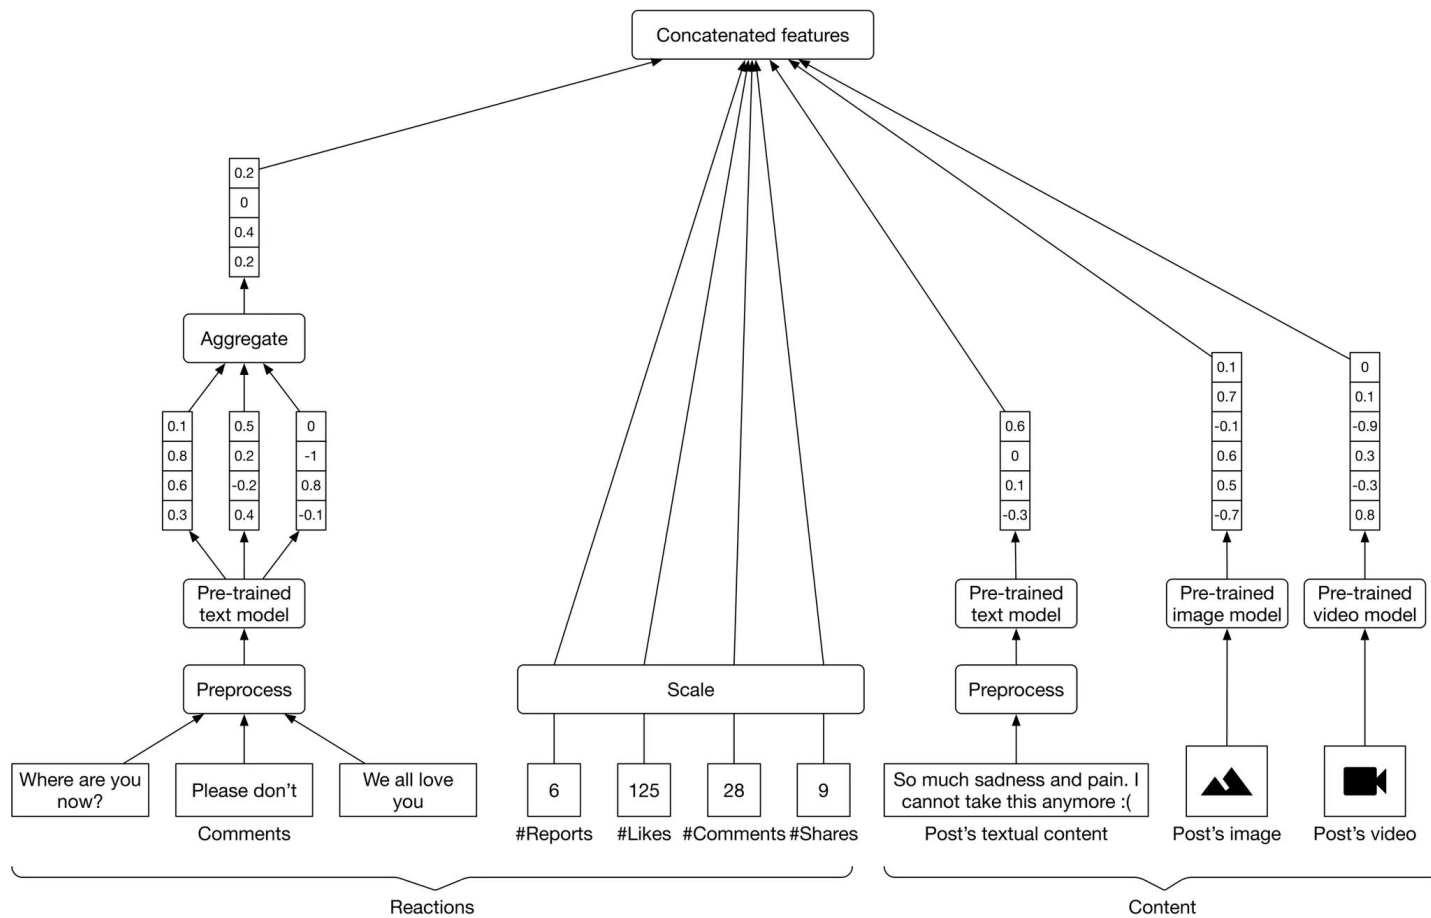 Concatenated features
0.2
0
0.4
0.2
Aggregate
0.1
0.8
0.6
0.3
0.5
0.2
-0.2
0.4
0
-1
0.8
-0.1
Pre-trained
text model
Preprocess
Where are you
now?
Please don't
We all love
you
Comments
Scale
6
125
28
9
#Reports
#Likes
#Comments
#Shares
Reactions
0.6
0
0.1
-0.3
Pre-trained
text model
Preprocess
So much sadness and pain. I
cannot take this anymore :(
Post's textual content
0.1
0.7
-0.1
0.6
0.5
-0.7
Pre-trained
image model
Post's image
0
0.1
-0.9
0.3
-0.3
0.8
Pre-trained
video model
Post's video
Content